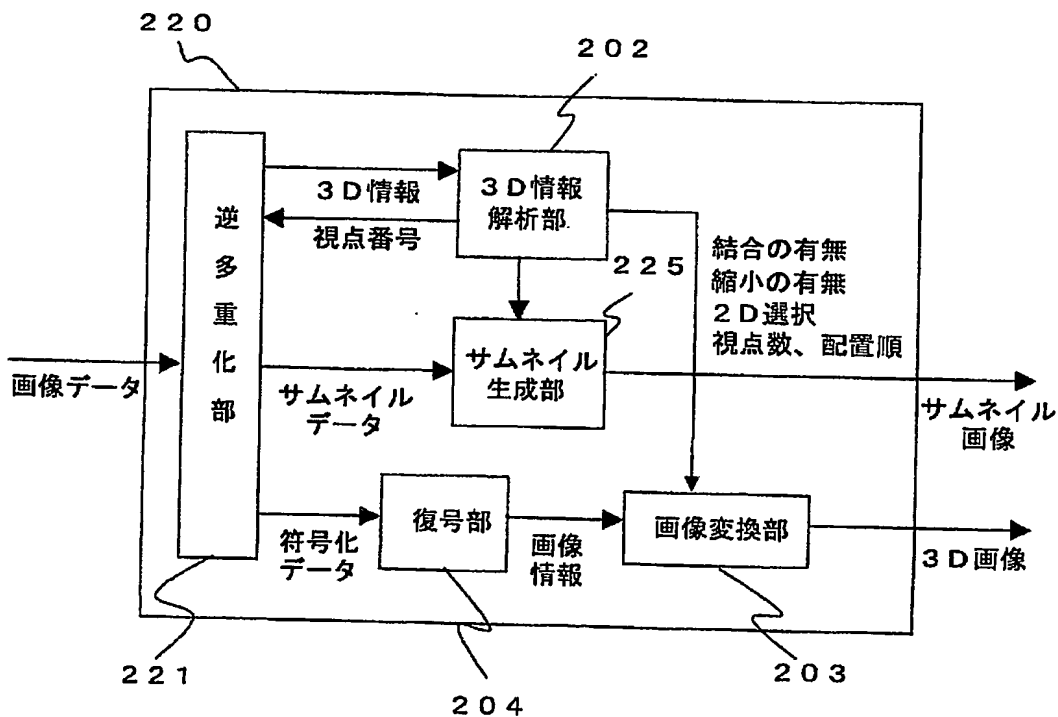 ２２０
２０２
３Ｄ情報
視点番号
３Ｄ情報
解析部
２２５
結合の有無
縮小の有無
２Ｄ選択
視点数、配置順
逆多重化部
画像データ
サムネイル
データ
サムネイル
生成部
サムネイル
画像
符号化
データ
復号部
画像
情報
画像変換部
３Ｄ画像
２２１
２０４
２０３